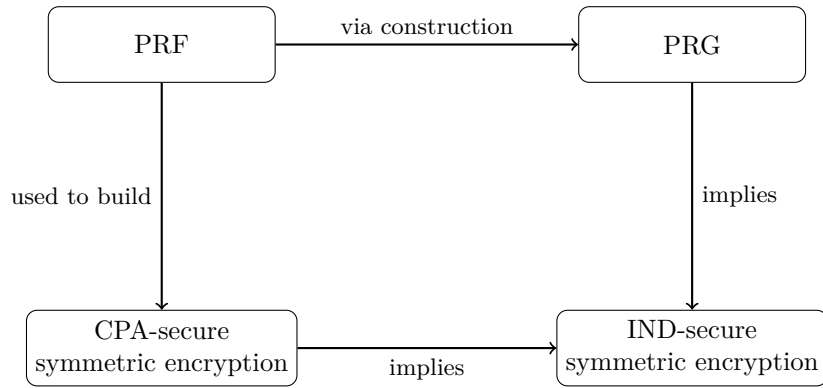 PRF
via construction
PRG
used to build
implies
CPA-secure
symmetric encryption
implies
IND-secure
symmetric encryption